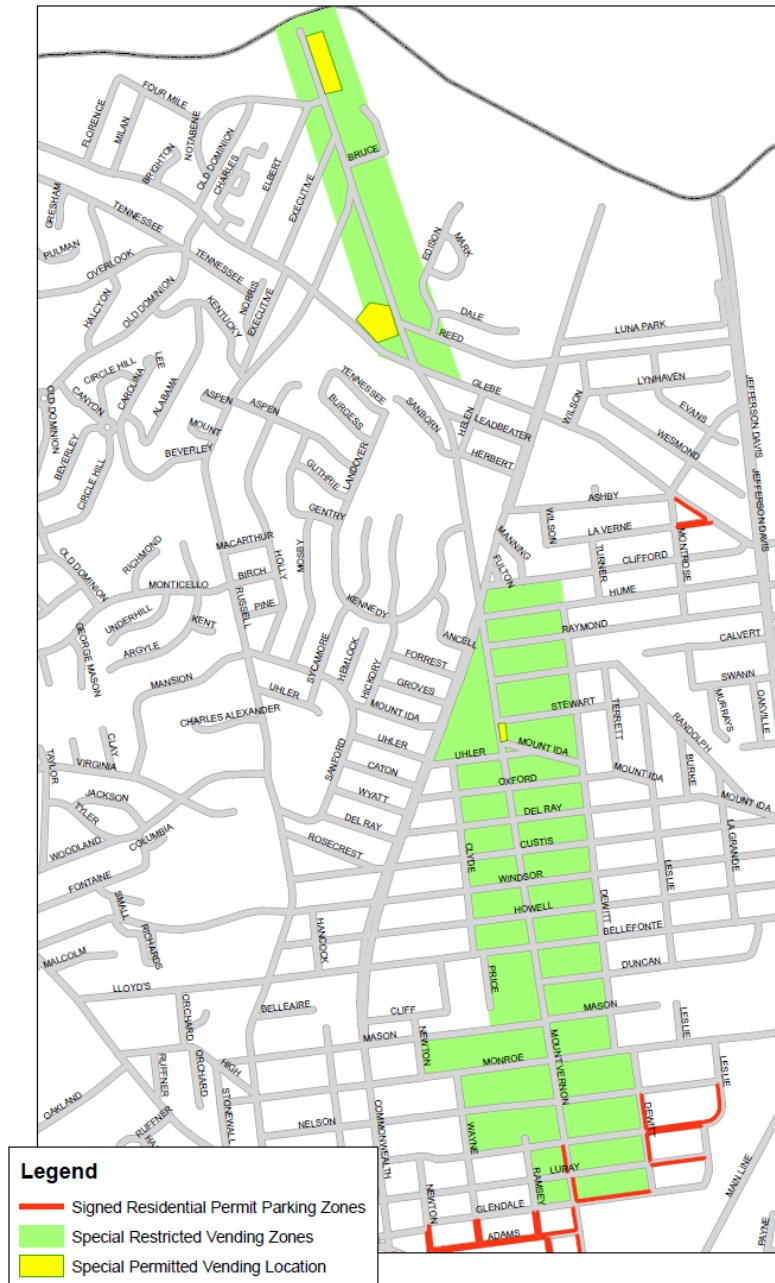 FOUR MILE
FLORENCE
MILAN
NOTABENE
BRIGHTON
OLD DOMINION
CHARLES
ELBERT
EXECUTIVE
BRUCE
GRESHAM
TENNESSEE
PULMAN
OVERLOOK
HALCYON
OLD DOMINION
TENNESSEE
NORRIS
EXECUTIVE
KENTUCKY
EDISON
MARK
DALE
REED
LUNA PARK
GLEBE
LYNHAVEN
WILSON
EVANS
WESMOND
JEFFERSON DAVIS
JEFFERSON DAVIS
CIRCLE HILL
LEE
CANYON
CAROLINA
ALABAMA
OLD DOMINION
BEVERLEY
CIRCLE HILL
MOUNT
BEVERLEY
ASPEN
ASPEN
TENNESSEE
BURGESS
LANDOVER
GUTHRIE
GENTRY
SANBORN
HELEN
LEADBEATER
HERBERT
ASHBY
WILSON
LA VERNE
MANNING
FULTON
TURNER
CLIFFORD
MONTROSE
HUME
RAYMOND
CALVERT
SWANN
MURRAYS
OAKVILLE
OLD DOMINION
RICHMOND
MONTICELLO
UNDERHILL
ARGYLE
KENT
GEORGE MASON
MACARTHUR
BIRCH
PINE
HOLLY
MOSBY
RUSSELL
KENNEDY
ANCELL
SYCAMORE
HEMLOCK
HICKORY
FORREST
GROVES
MOUNT IDA
MANSION
UHLER
CHARLES ALEXANDER
SANFORD
UHLER
CATON
WYATT
DEL RAY
ROSECREST
STEWART
TERRETT
RANDOLPH
MOUNT IDA
UHLER
OXFORD
MOUNT IDA
BURKE
MOUNT IDA
DEL RAY
CUSTIS
CLYDE
WINDSOR
HOWELL
DEWITT
LESLIE
LA GRANDE
BELLEFONTE
DUNCAN
TAYLOR
CLAY
VIRGINIA
JACKSON
TYLER
WOODLAND
COLUMBIA
FONTAINE
SMALL
RICHARDS
MALCOLM
HANCOCK
LLOYD'S
ORCHARD
BELLEAIRE
CLIFF
PRICE
MASON
MASON
NEWTON
MONROE
MOUNT VERNON
LESLIE
LESLIE
OAKLAND
RUFFNER
ORCHARD
HIGH
STONEWALL
RUFFNER
NELSON
COMMONWEALTH
WAYNE
DEWITT
LURAY
RAMSEY
MAIN LINE
NEWTON
GLENDALE
ADAMS
PAYNE
Legend
Signed Residential Permit Parking Zones
Special Restricted Vending Zones
Special Permitted Vending Location